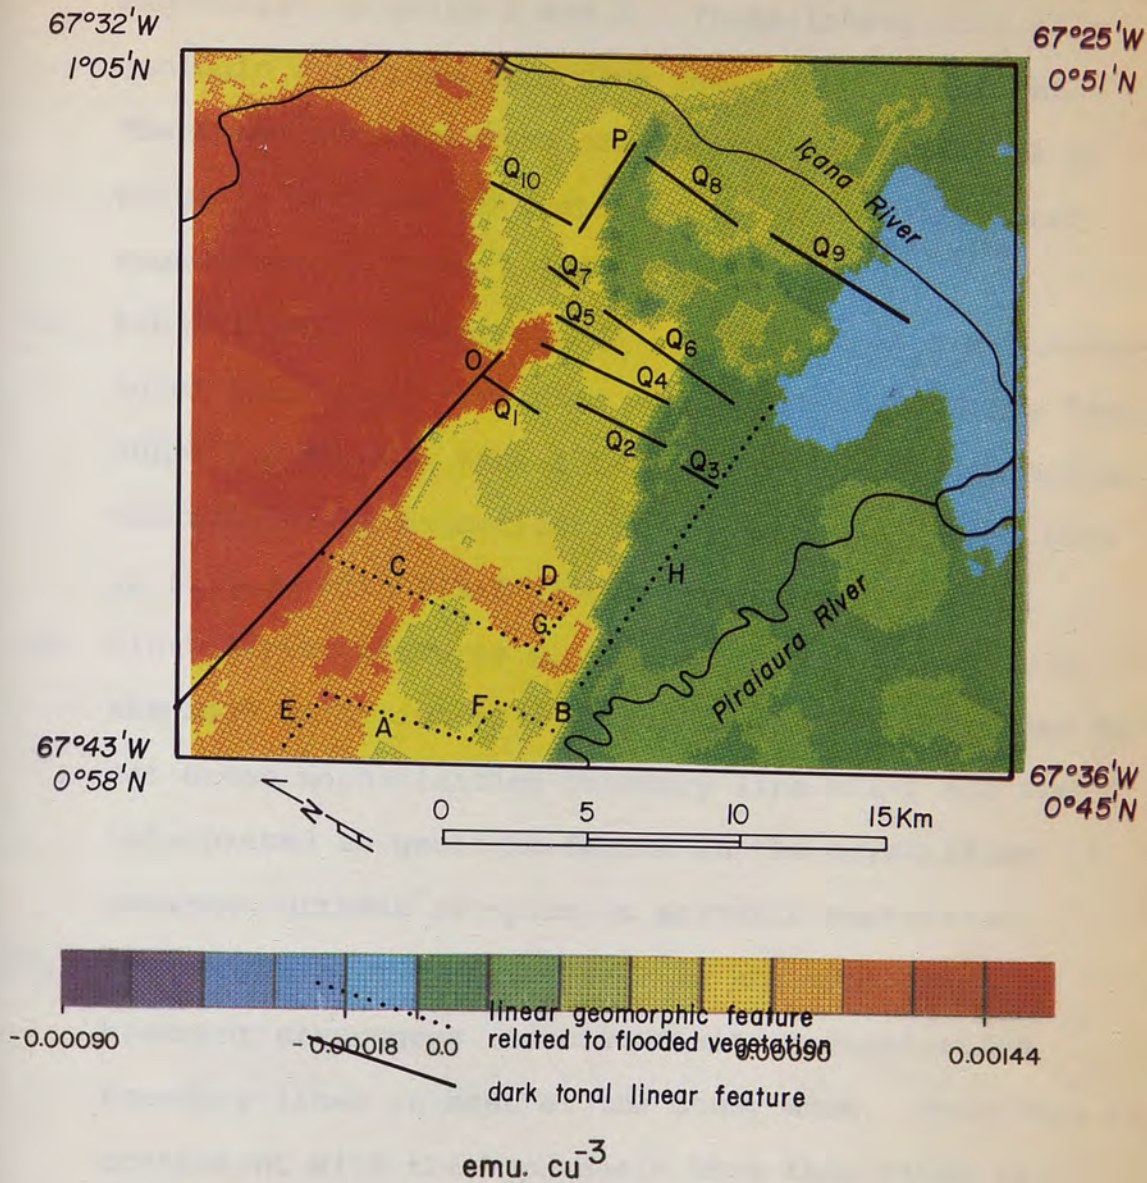 67°32'W
1°05'N
67°25'W
0°51'N
P
Içana River
Q10
Q8
Q9
Q7
Q5
Q6
O
Q4
Q1
Q2
Q3
C
D
H
G
Piraiaura River
E
A
F
B
67°43'W
0°58'N
67°36'W
0°45'N
N
0 5 10 15 Km
linear geomorphic feature
related to flooded vegetation
-0.00090 -0.00018 0.0 0.00090 0.00144
dark tonal linear feature
emu. cu-3